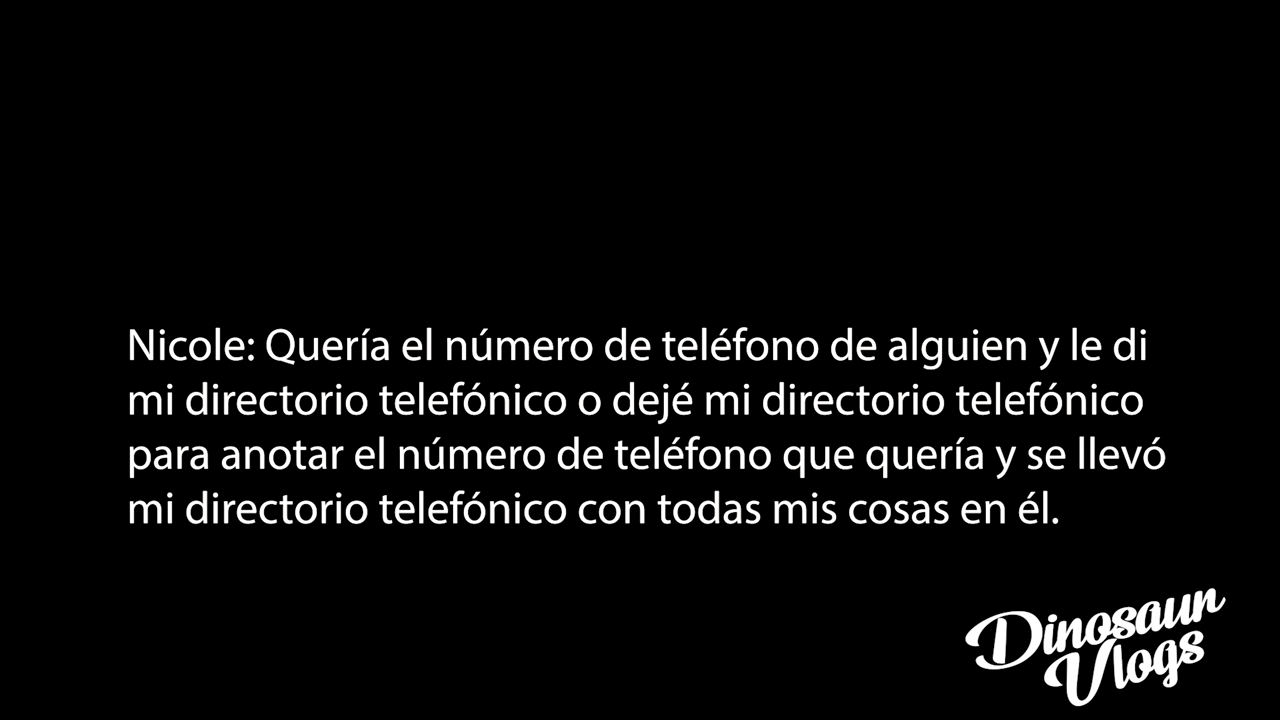 Nicole: Quería el número de teléfono de alguien y le di
mi directorio telefónico o dejé mi directorio telefónico
para anotar el número de teléfono que quería y se llevó
mi directorio telefónico con todas mis cosas en él.
Dinosaur
Vlogs